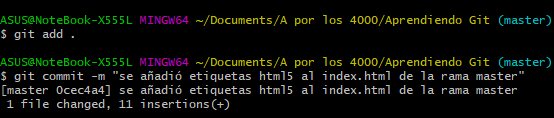 ASUS@NoteBook-X555L MINGW64 ~/Documents/A por los 4000/Aprendiendo Git (master)
$ git add .
ASUS@NoteBook-X555L MINGW64 ~/Documents/A por los 4000/Aprendiendo Git (master)
$ git commit -m "se añadió etiquetas html5 al index.html de la rama master"
[master 0cec4a4] se añadió etiquetas html5 al index.html de la rama master
 1 file changed, 11 insertions(+)